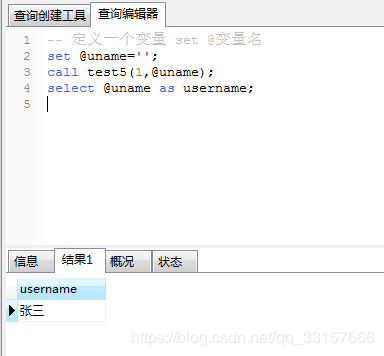 查询创建工具 查询编辑器
1 -- 定义一个变量 set @变量名
2 set @uname='';
3 call test5(1,@uname);
4 select @uname as username;
5
信息 结果1 概况 状态
username
张三
https://blog.csdn.net/qq_33157666